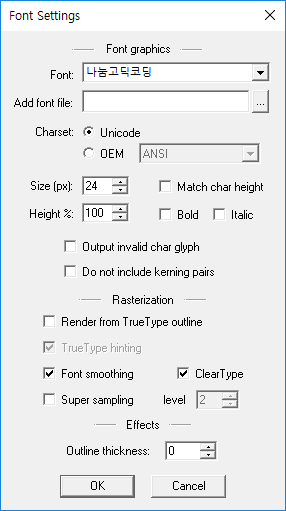 Font Settings
Font graphics
Font: 나눔고딕코딩
Add font file: ...
Charset: Unicode
OEM ANSI
Size (px): 24 Match char height
Height %: 100 Bold Italic
Output invalid char glyph
Do not include kerning pairs
Rasterization
Render from TrueType outline
TrueType hinting
Font smoothing ClearType
Super sampling level 2
Effects
Outline thickness: 0
OK Cancel